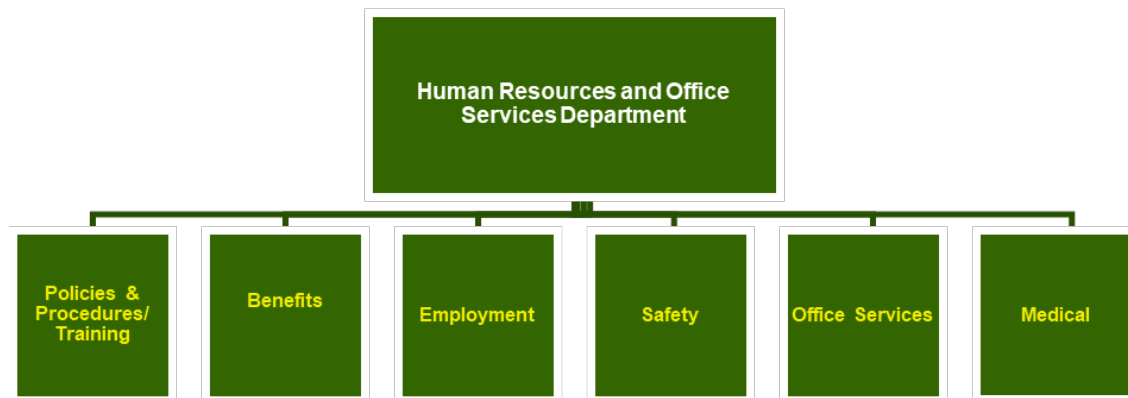 Human Resources and Office
Services Department
Policies &
Procedures/
Training
Benefits
Employment
Safety
Office Services
Medical